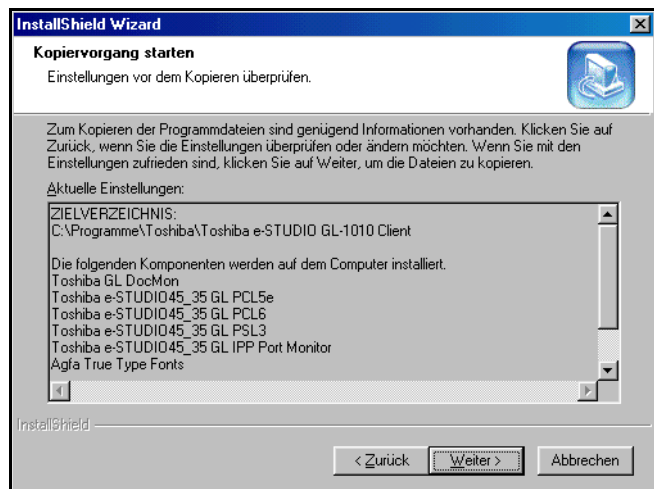 InstallShield Wizard
Kopiervorgang starten
Einstellungen vor dem Kopieren überprüfen.
Zum Kopieren der Programmdateien sind genügend Informationen vorhanden. Klicken Sie auf
Zurück, wenn Sie die Einstellungen überprüfen oder ändern möchten. Wenn Sie mit den
Einstellungen zufrieden sind, klicken Sie auf Weiter, um die Dateien zu kopieren.
Aktuelle Einstellungen:
ZIELVERZEICHNIS:
C:\Programme\Toshiba\Toshiba e-STUDIO GL-1010 Client
Die folgenden Komponenten werden auf dem Computer installiert.
Toshiba GL DocMon
Toshiba e-STUDIO45_35 GL PCL5e
Toshiba e-STUDIO45_35 GL PCL6
Toshiba e-STUDIO45_35 GL PSL3
Toshiba e-STUDIO45_35 GL IPP Port Monitor
Agfa True Type Fonts
InstallShield
< Zurück Weiter > Abbrechen